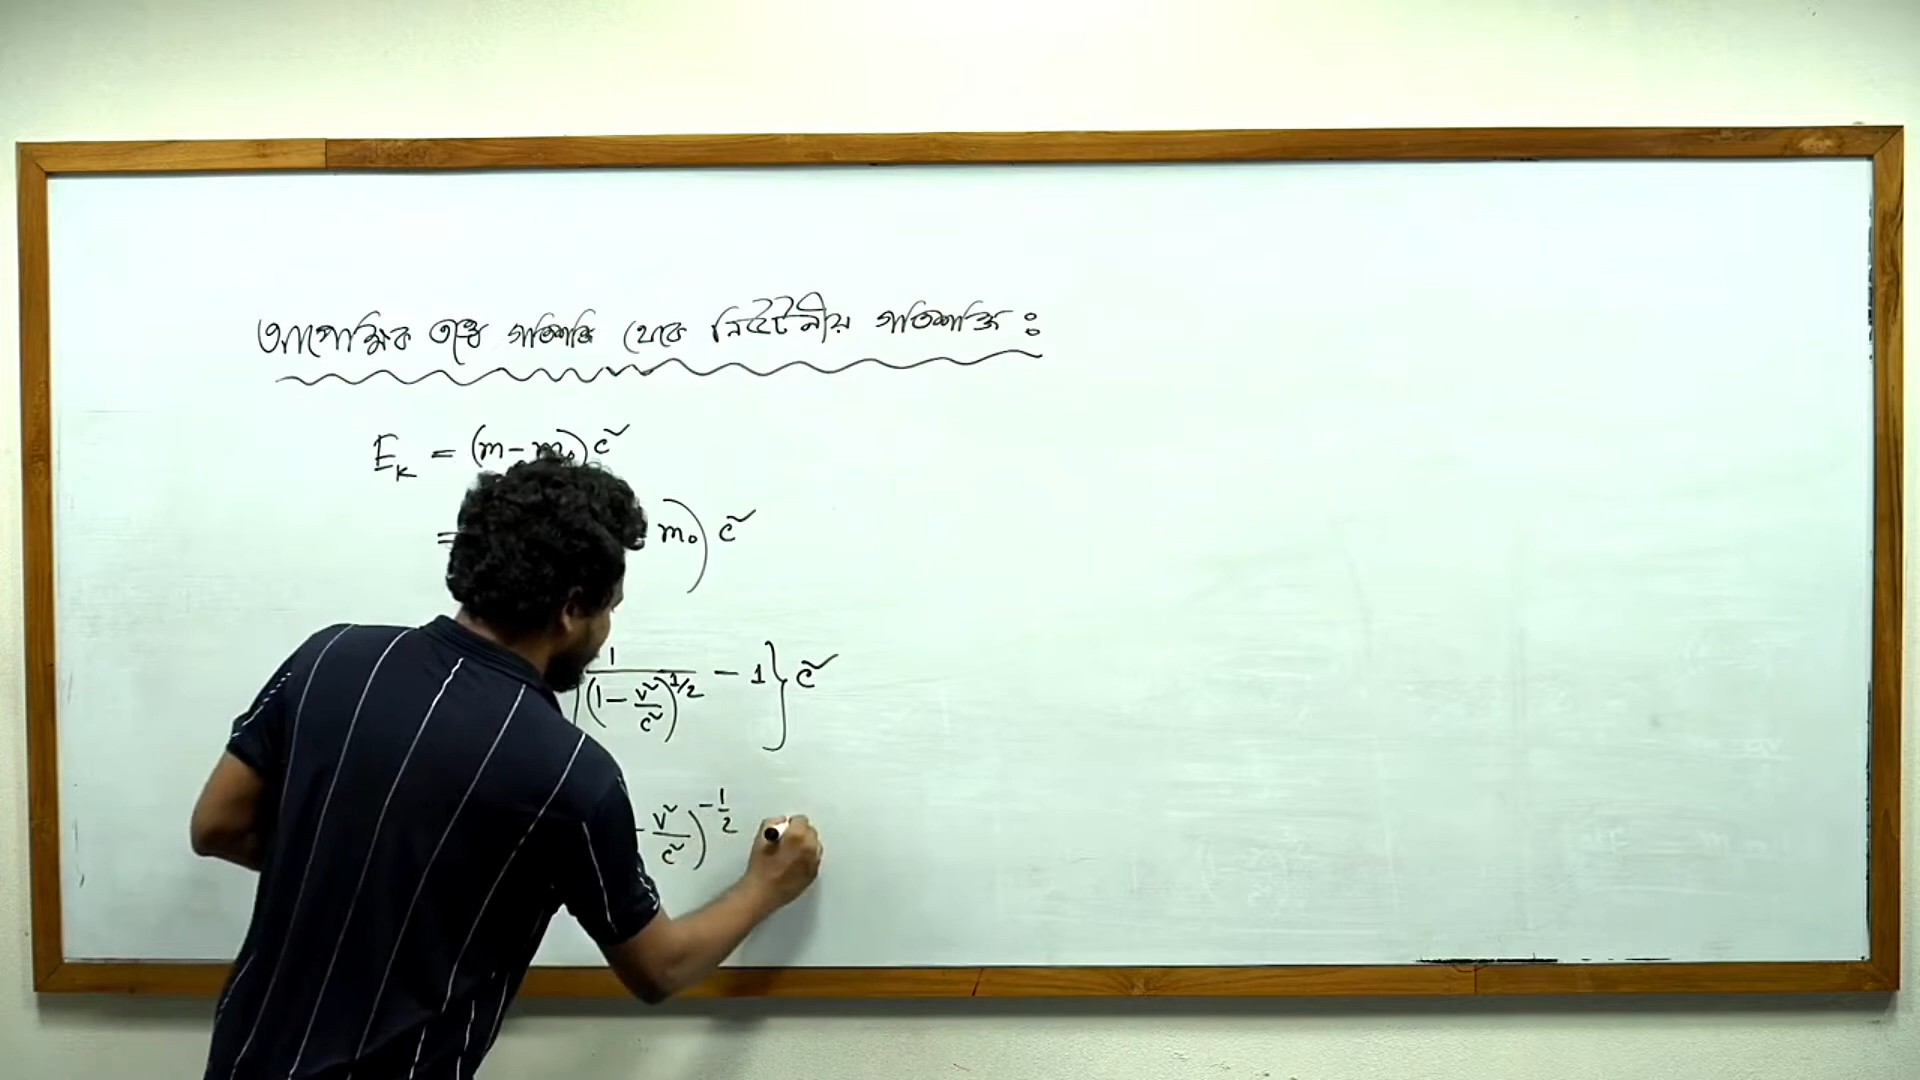 আপেক্ষিক তত্ত্বে গতিশক্তি থেকে নিউটনীয় গতিশক্তি :
E_K = (m - m₀) c²
= m₀) c²
1/(1 - v²/c²)^1/2 - 1} c²
- v²/c²)^-1/2